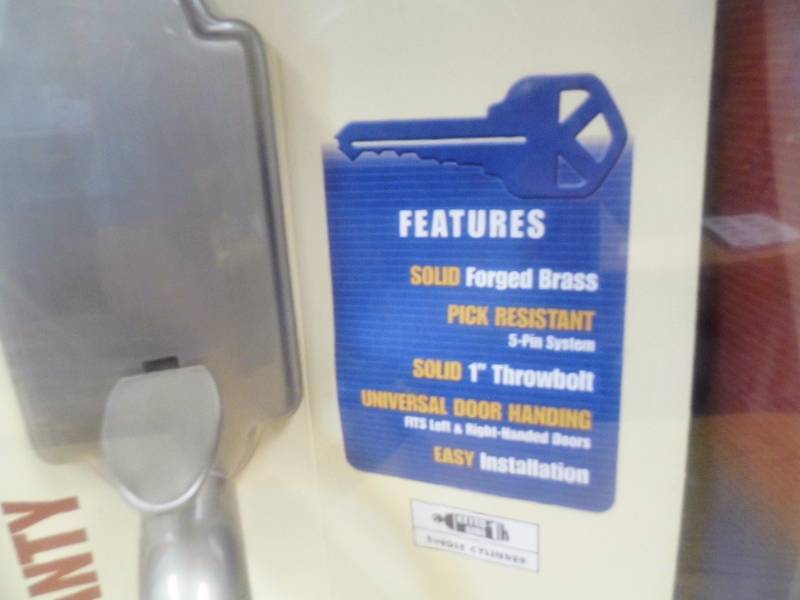 FEATURES
SOLID Forged Brass
PICK RESISTANT
5-Pin System
SOLID 1" Throwbolt
UNIVERSAL DOOR HANDING
FITS Left & Right-Handed Doors
EASY Installation
SINGLE CYLINDER
NTY